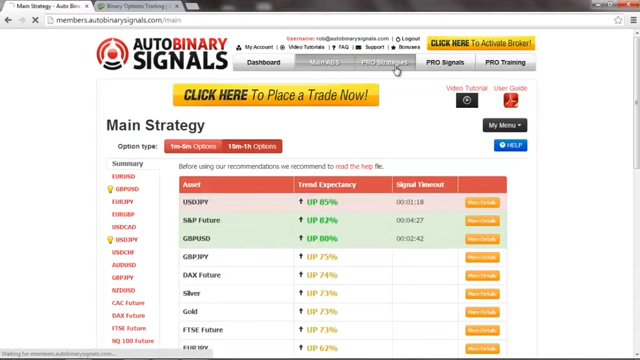 Main Strategy - Auto Bin
Binary Options Trading
members.autobinarysignals.com/main
AUTOBINARY
SIGNALS
Username: rob@autobinarysignals.com Logout
My Account Video Tutorials FAQ Support Bonuses
CLICK HERE To Activate Broker!
Dashboard Main ABS PRO Strategies PRO Signals PRO Training
CLICK HERE To Place a Trade Now!
Video Tutorial User Guide
Main Strategy
My Menu
Option type: 1m-5m Options 15m-1h Options
HELP
Summary
Before using our recommendations we recommend to read the help file.
EURUSD
GBPUSD
EURJPY
EURGBP
USDCAD
USDJPY
USDCHF
AUDUSD
GBPJPY
NZDUSD
CAC Future
DAX Future
FTSE Future
NQ 100 Future
Asset Trend Expectancy Signal Timeout
USDJPY UP 85% 00:01:18 More Details
S&P Future UP 82% 00:04:27 More Details
GBPUSD UP 80% 00:02:42 More Details
GBPJPY UP 75% More Details
DAX Future UP 74% More Details
Silver UP 73% More Details
Gold UP 73% More Details
FTSE Future UP 73% More Details
EURJPY UP 62% More Details
Waiting for members.autobinarysignals.com...